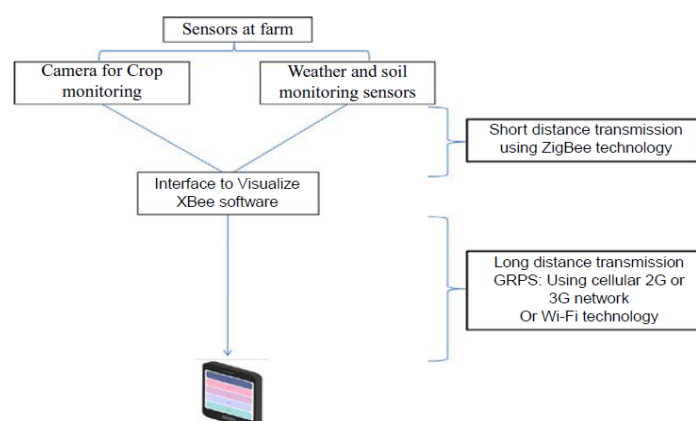 Sensors at farm
Camera for Crop
monitoring
Weather and soil
monitoring sensors
Short distance transmission
using ZigBee technology
Interface to Visualize
XBee software
Long distance transmission
GRPS: Using cellular 2G or
3G network
Or Wi-Fi technology